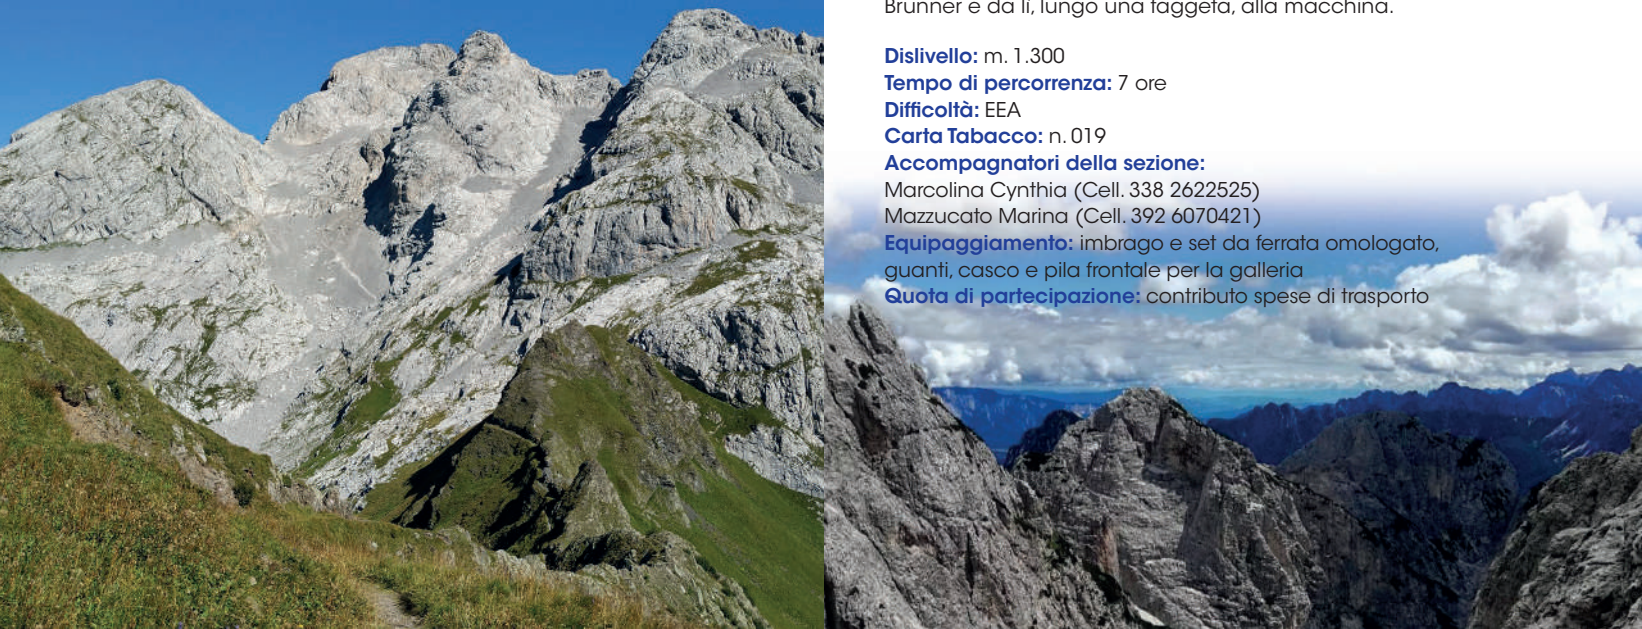 Brunner e da lì, lungo una faggeta, alla macchina.
Dislivello: m. 1.300
Tempo di percorrenza: 7 ore
Difficoltà: EEA
Carta Tabacco: n. 019
Accompagnatori della sezione:
Marcolina Cynthia (Cell. 338 2622525)
Mazzucato Marina (Cell. 392 6070421)
Equipaggiamento: imbrago e set da ferrata omologato,
guanti, casco e pila frontale per la galleria
Quota di partecipazione: contributo spese di trasporto